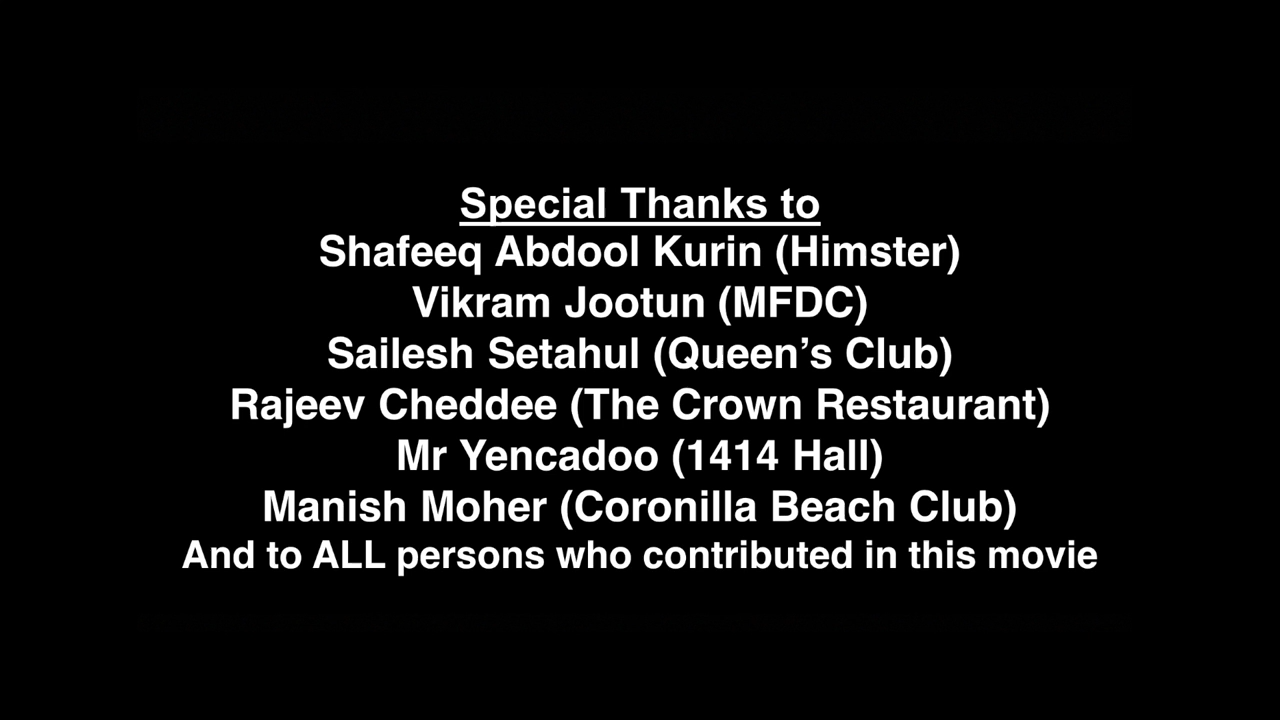 Special Thanks to
Shafeeq Abdool Kurin (Himster)
Vikram Jootun (MFDC)
Sailesh Setahul (Queen’s Club)
Rajeev Cheddee (The Crown Restaurant)
Mr Yencadoo (1414 Hall)
Manish Moher (Coronilla Beach Club)
And to ALL persons who contributed in this movie